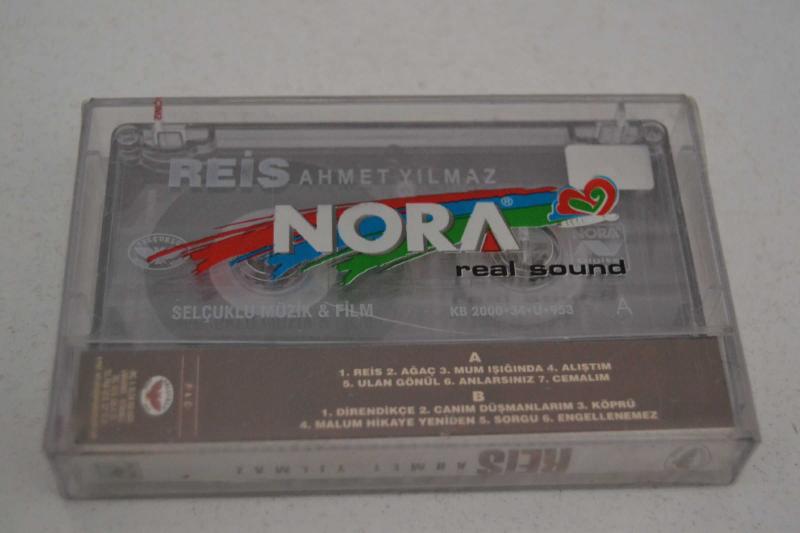 REİS AHMET YILMAZ
NORA®
real sound
NORA
SELÇUKLU MÜZİK & FİLM
KB 2000•34•U•953
A
A
1. REİS 2. AĞAÇ 3. MUM IŞIĞINDA 4. ALIŞTIM
5. ULAN GÖNÜL 6. ANLARSINIZ 7. CEMALIM
B
1. DİRENDİKÇE 2. CANIM DÜŞMANLARIM 3. KÖPRÜ
4. MALUM HİKAYE YENİDEN 5. SORGU 6. ENGELLENEMEZ
REİS AHMET YILMAZ